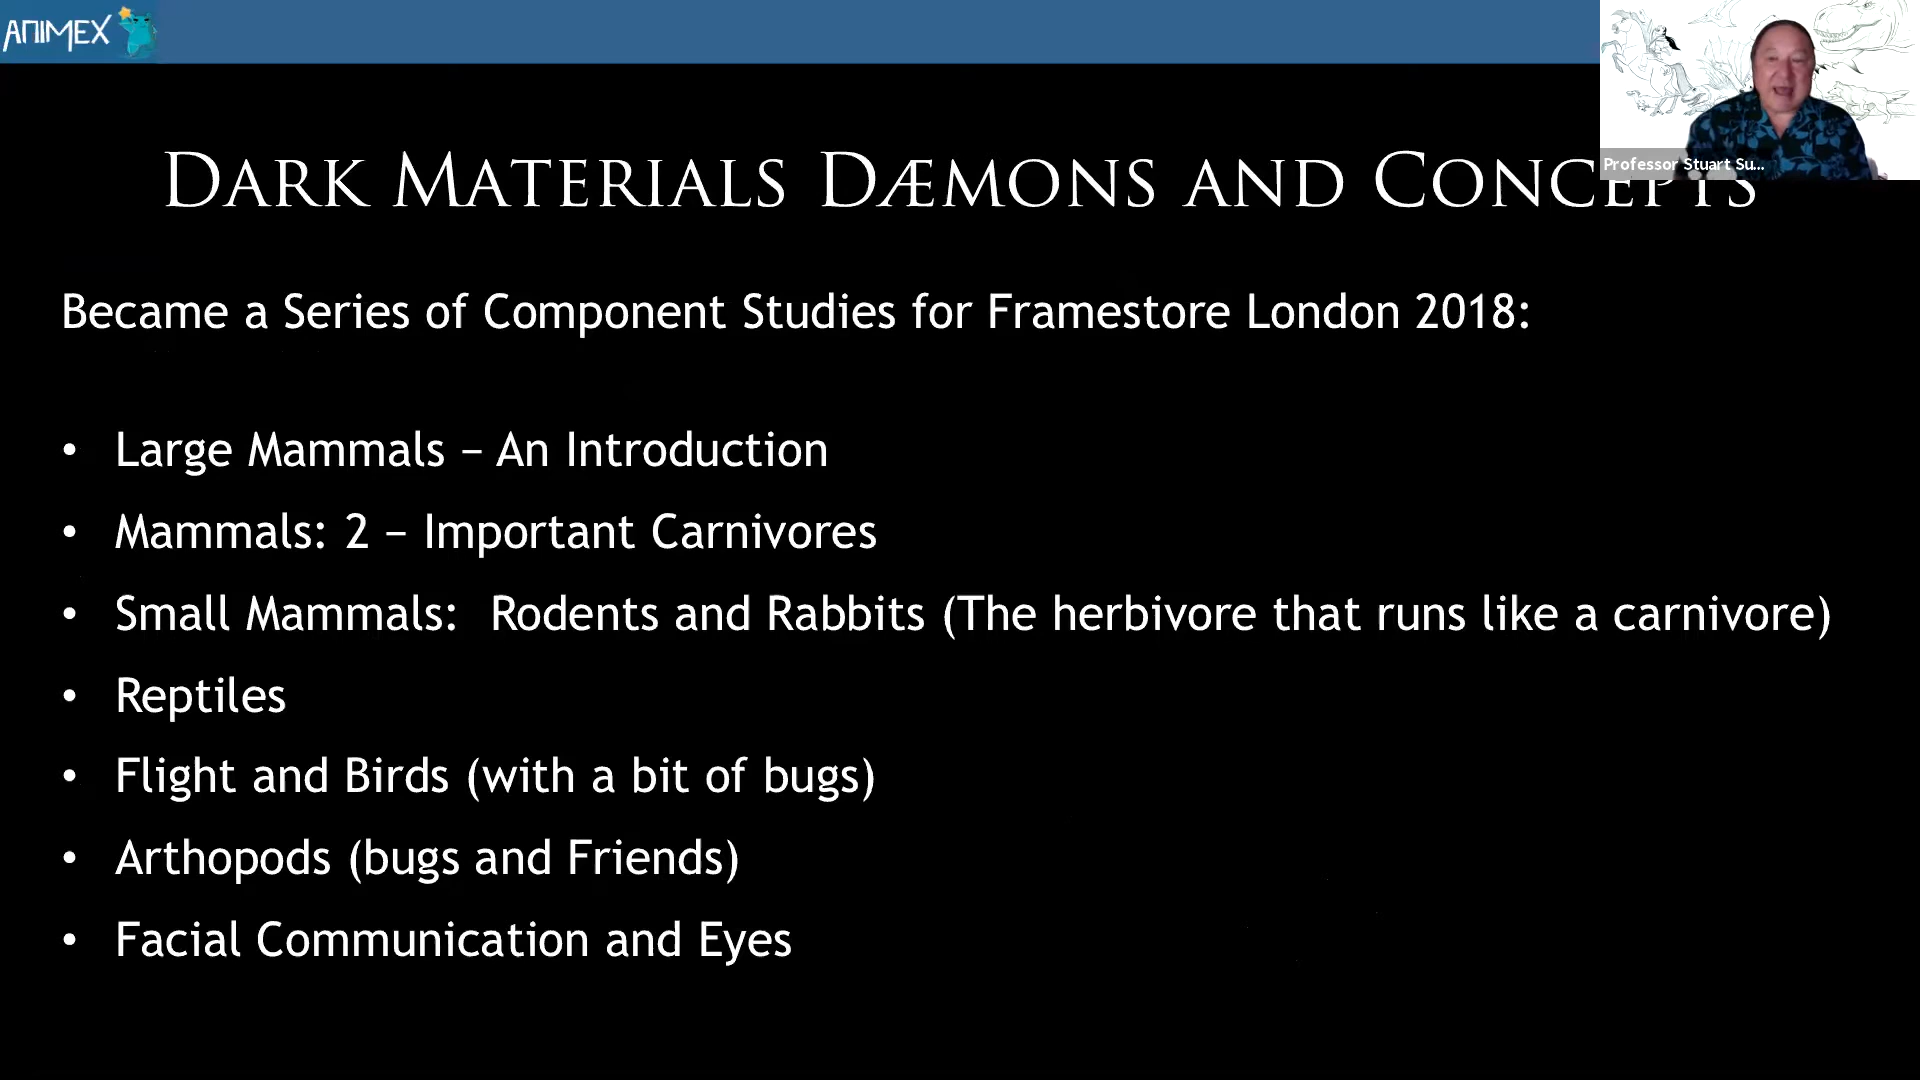 ANIMEX
Professor Stuart Su...
DARK MATERIALS DÆMONS AND CONCEPTS
Became a Series of Component Studies for Framestore London 2018:
• Large Mammals – An Introduction
• Mammals: 2 – Important Carnivores
• Small Mammals: Rodents and Rabbits (The herbivore that runs like a carnivore)
• Reptiles
• Flight and Birds (with a bit of bugs)
• Arthopods (bugs and Friends)
• Facial Communication and Eyes